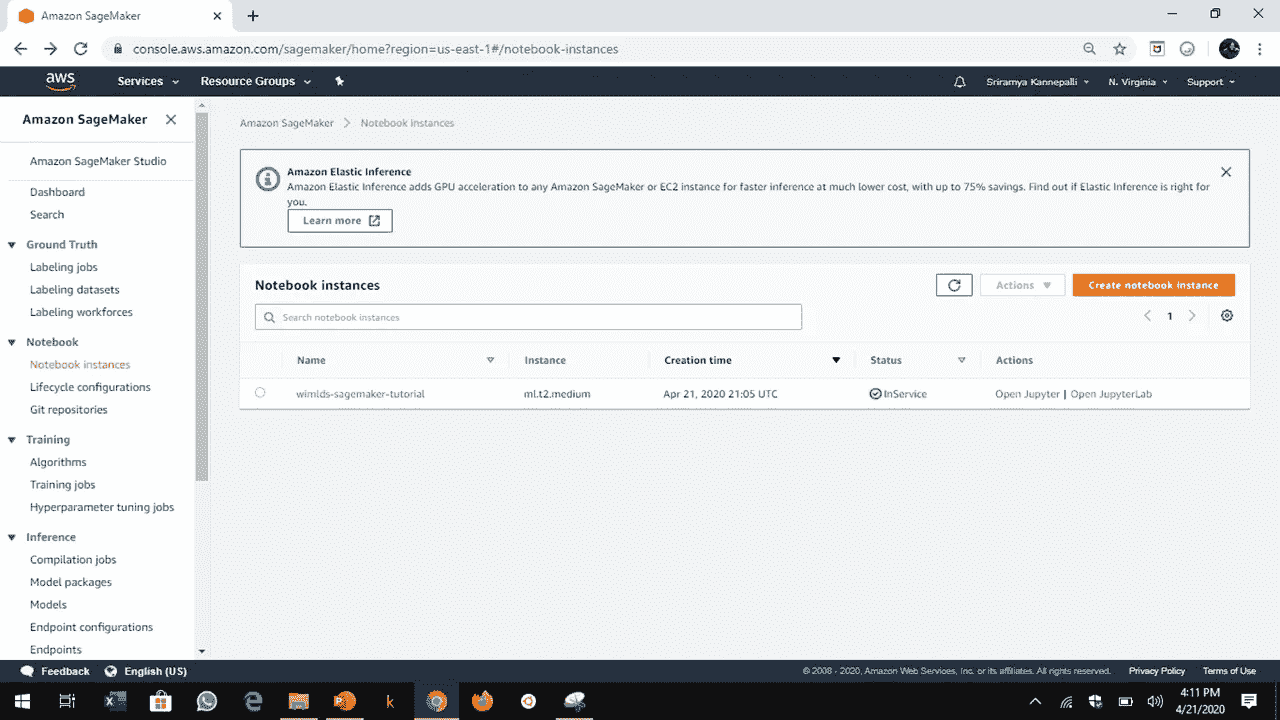 Amazon SageMaker
console.aws.amazon.com/sagemaker/home?region=us-east-1#/notebook-instances
aws Services Resource Groups Sriramya Kannepalli N. Virginia Support
Amazon SageMaker
Amazon SageMaker Studio
Dashboard
Search
Ground Truth
Labeling jobs
Labeling datasets
Labeling workforces
Notebook
Notebook instances
Lifecycle configurations
Git repositories
Training
Algorithms
Training jobs
Hyperparameter tuning jobs
Inference
Compilation jobs
Model packages
Models
Endpoint configurations
Endpoints
Amazon SageMaker > Notebook instances
Amazon Elastic Inference
Amazon Elastic Inference adds GPU acceleration to any Amazon SageMaker or EC2 instance for faster inference at much lower cost, with up to 75% savings. Find out if Elastic Inference is right for
you.
Learn more
Notebook instances Actions Create notebook instance
Search notebook instances 1
Name Instance Creation time Status Actions
wimlds-sagemaker-tutorial ml.t2.medium Apr 21, 2020 21:05 UTC InService Open Jupyter | Open JupyterLab
Feedback English (US) © 2008 - 2020, Amazon Web Services, Inc. or its affiliates. All rights reserved. Privacy Policy Terms of Use
4:11 PM
4/21/2020